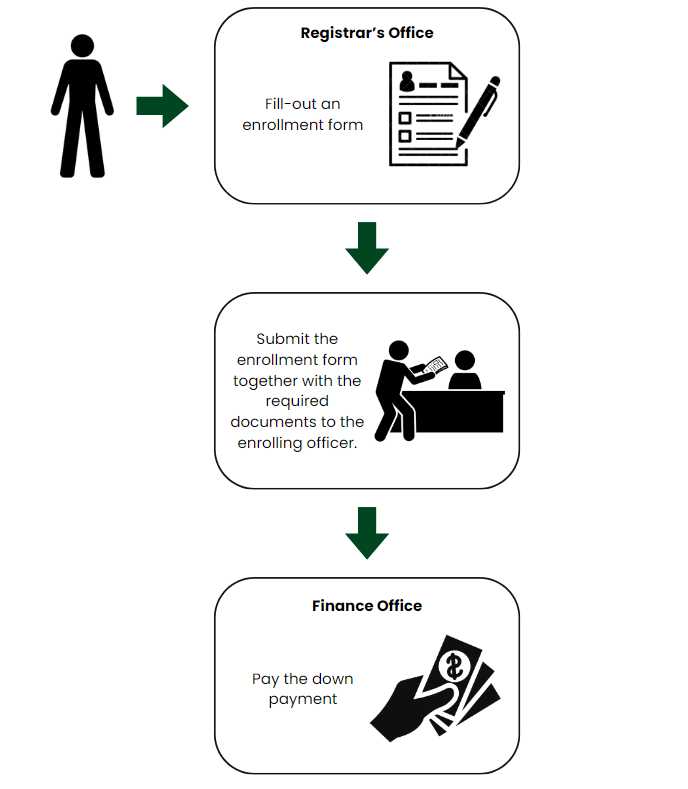 Registrar’s Office
Fill-out an
enrollment form
Submit the
enrollment form
together with the
required
documents to the
enrolling officer.
Finance Office
Pay the down
payment